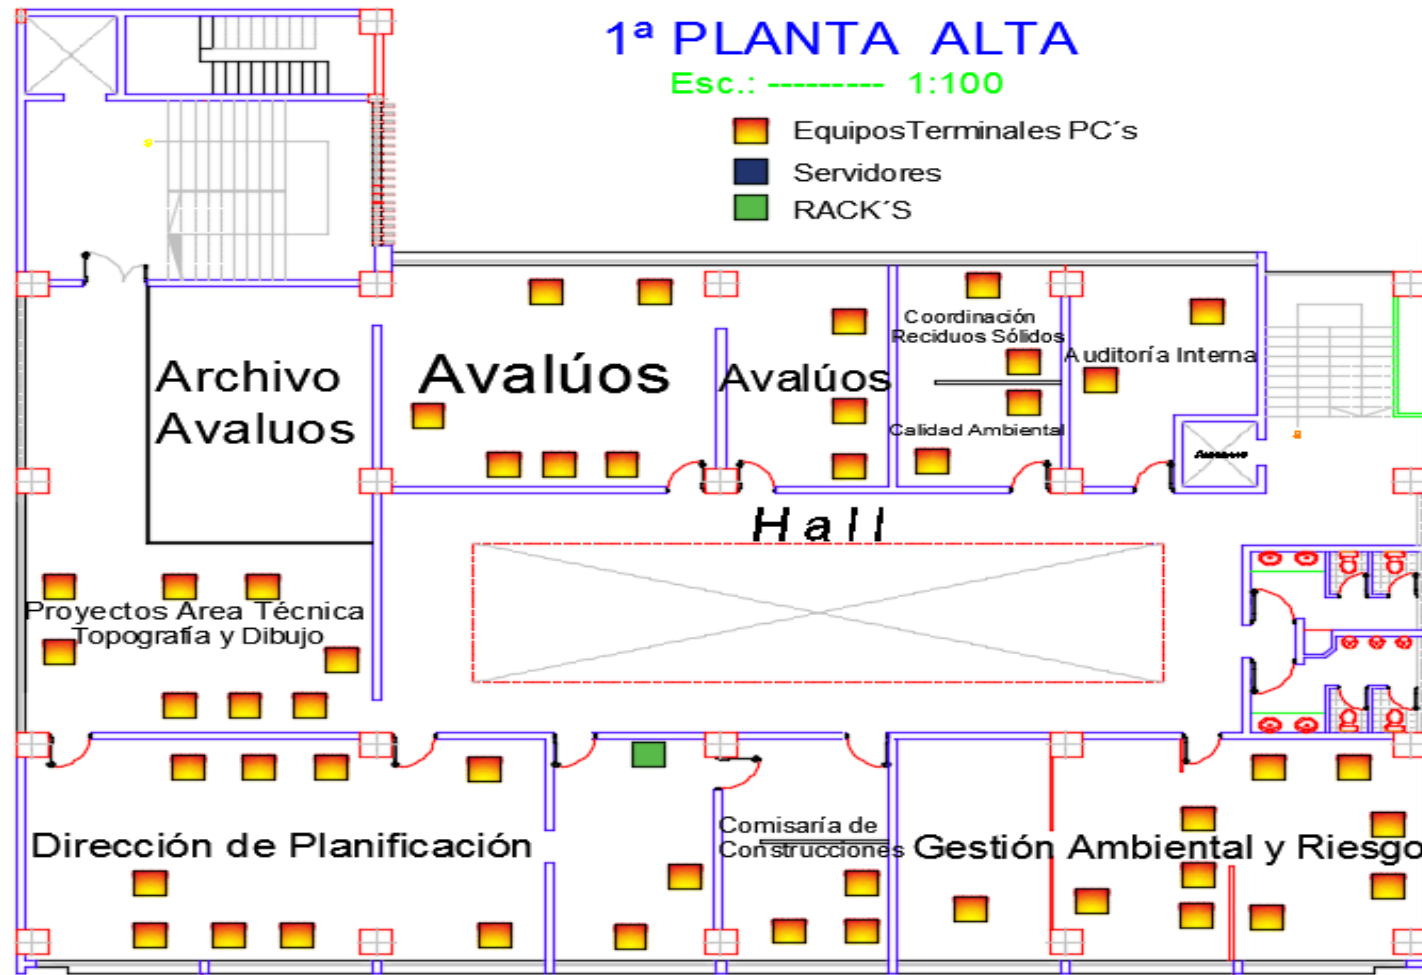 1ª PLANTA ALTA
Esc.: --------- 1:100
EquiposTerminales PC´s
Servidores
RACK´S
Coordinación
Reciduos Sólidos
Auditoría Interna
Archivo
Avaluos
Avalúos
Avalúos
Calidad Ambiental
Hall
Proyectos Area Técnica
Topografía y Dibujo
Dirección de Planificación
Comisaría de
Construcciones
Gestión Ambiental y Riesgo